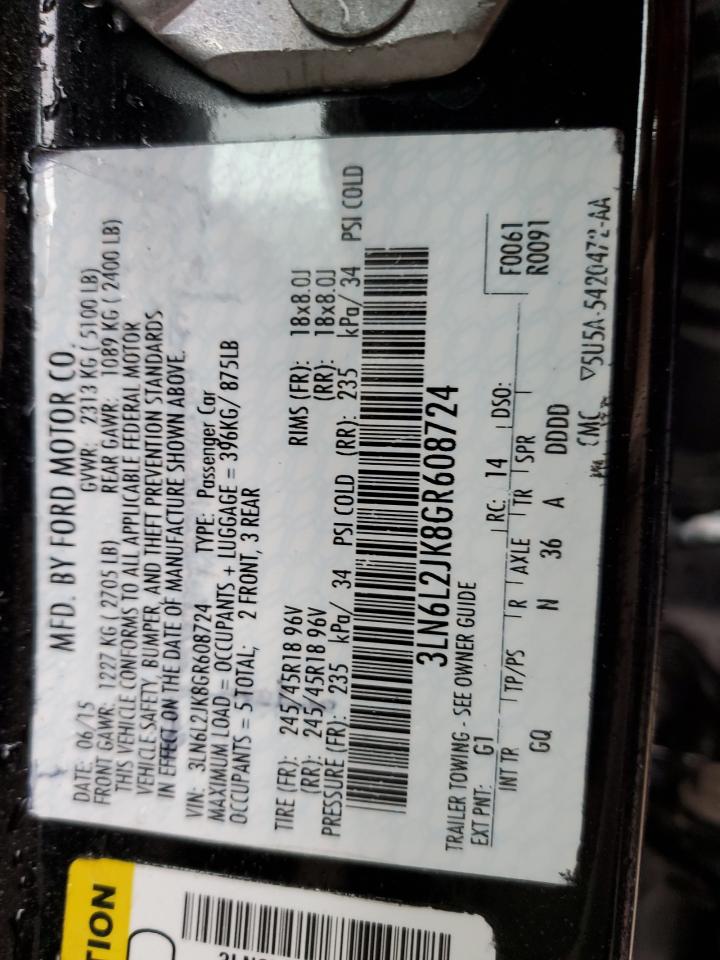 MFD. BY FORD MOTOR CO.
DATE: 06/15 GVWR: 2313 KG ( 5100 LB)
FRONT GAWR: 1227 KG ( 2705 LB) REAR GAWR: 1089 KG ( 2400 LB)
THIS VEHICLE CONFORMS TO ALL APPLICABLE FEDERAL MOTOR
VEHICLE SAFETY, BUMPER, AND THEFT PREVENTION STANDARDS
IN EFFECT ON THE DATE OF MANUFACTURE SHOWN ABOVE.
VIN: 3LN6L2JK8GR608724 TYPE: Passenger Car
MAXIMUM LOAD = OCCUPANTS + LUGGAGE = 396KG/ 875LB
OCCUPANTS = 5 TOTAL; 2 FRONT, 3 REAR
TIRE (FR): 245/45R18 96V RIMS (FR): 18x8.0J
(RR): 245/45R18 96V (RR): 18x8.0J
PRESSURE (FR): 235 kPa/ 34 PSI COLD (RR): 235 kPa/ 34 PSI COLD
3LN6L2JK8GR608724
TRAILER TOWING - SEE OWNER GUIDE F0061
EXT PNT: G1 RC: 14 DSO: R0091
INT TR TP/PS R AXLE TR SPR
GQ N 36 A DDDD
CMC ▽5U5A-5420472-AA
TION